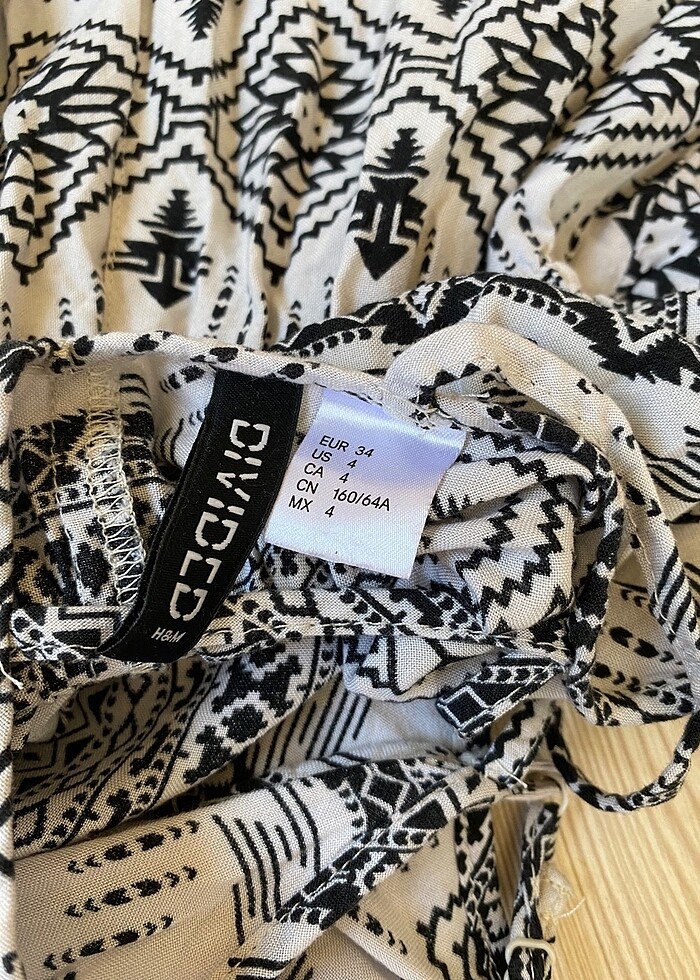 DIVIDED
H&M
EUR 34
US 4
CA 4
CN 160/64A
MX 4